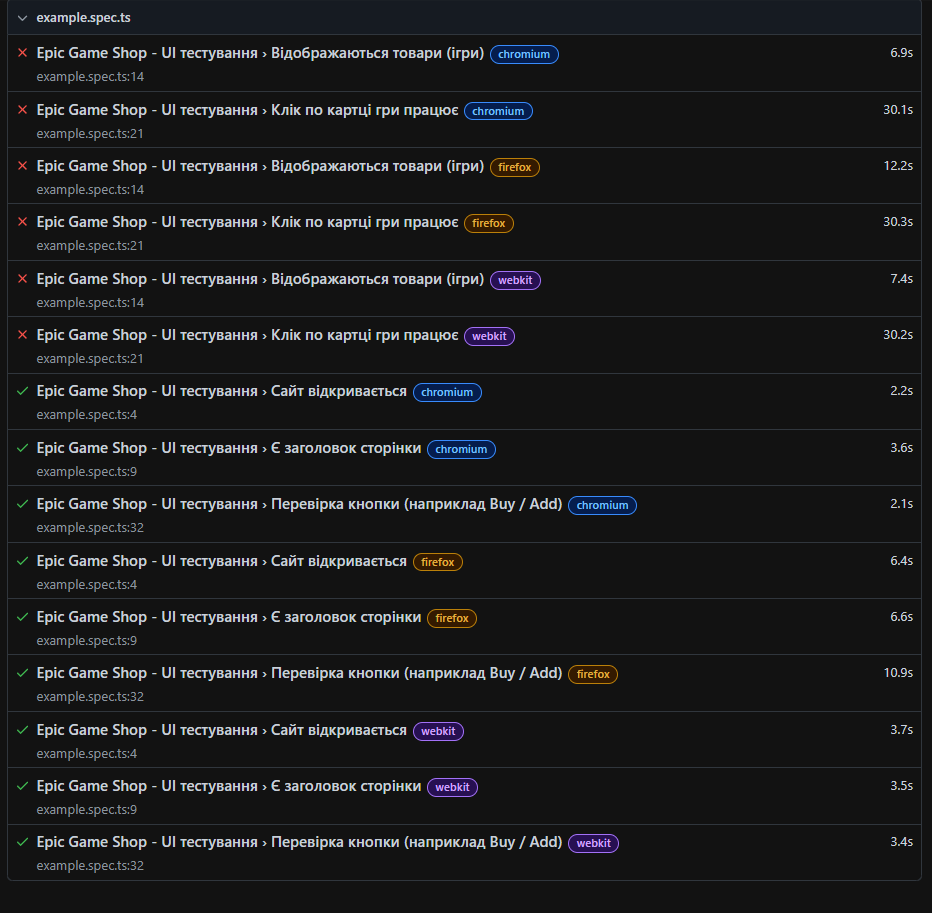 example.spec.ts
Epic Game Shop - UI тестування › Відображаються товари (ігри) chromium 6.9s
example.spec.ts:14
Epic Game Shop - UI тестування › Клік по картці гри працює chromium 30.1s
example.spec.ts:21
Epic Game Shop - UI тестування › Відображаються товари (ігри) firefox 12.2s
example.spec.ts:14
Epic Game Shop - UI тестування › Клік по картці гри працює firefox 30.3s
example.spec.ts:21
Epic Game Shop - UI тестування › Відображаються товари (ігри) webkit 7.4s
example.spec.ts:14
Epic Game Shop - UI тестування › Клік по картці гри працює webkit 30.2s
example.spec.ts:21
Epic Game Shop - UI тестування › Сайт відкривається chromium 2.2s
example.spec.ts:4
Epic Game Shop - UI тестування › Є заголовок сторінки chromium 3.6s
example.spec.ts:9
Epic Game Shop - UI тестування › Перевірка кнопки (наприклад Buy / Add) chromium 2.1s
example.spec.ts:32
Epic Game Shop - UI тестування › Сайт відкривається firefox 6.4s
example.spec.ts:4
Epic Game Shop - UI тестування › Є заголовок сторінки firefox 6.6s
example.spec.ts:9
Epic Game Shop - UI тестування › Перевірка кнопки (наприклад Buy / Add) firefox 10.9s
example.spec.ts:32
Epic Game Shop - UI тестування › Сайт відкривається webkit 3.7s
example.spec.ts:4
Epic Game Shop - UI тестування › Є заголовок сторінки webkit 3.5s
example.spec.ts:9
Epic Game Shop - UI тестування › Перевірка кнопки (наприклад Buy / Add) webkit 3.4s
example.spec.ts:32